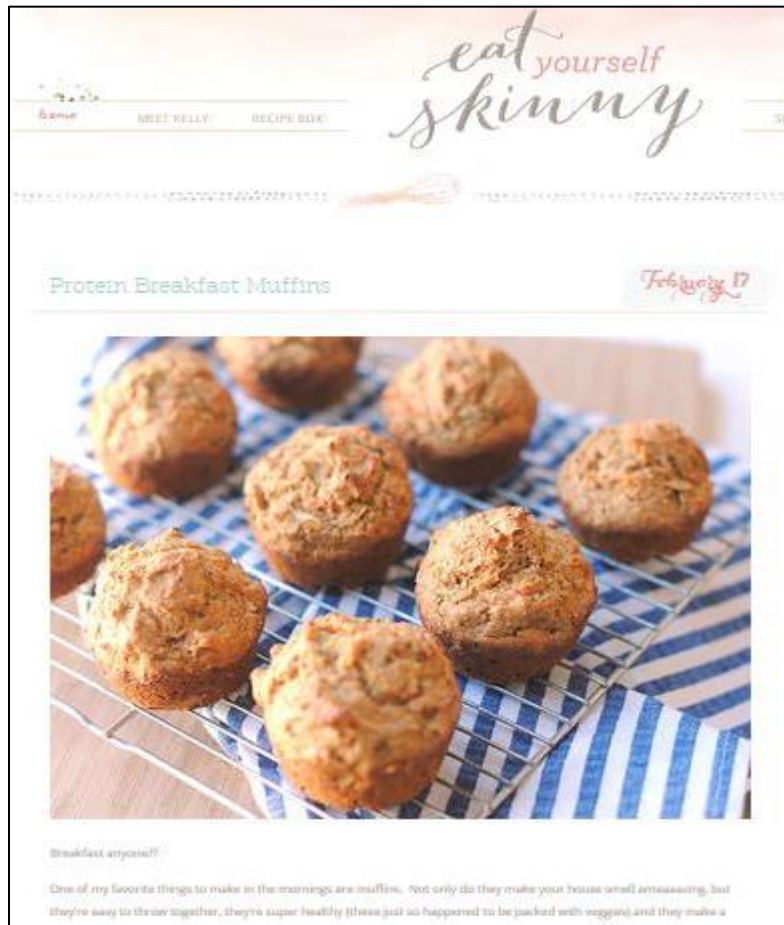 eat yourself
skinny
home MEET KELLY RECIPE BOX
Protein Breakfast Muffins February 17
Breakfast anyone??
One of my favorite things to make in the mornings are muffins. Not only do they make your house smell amaaaazing, but
they're easy to throw together, they're super healthy (these just so happened to be packed with veggies) and they make a